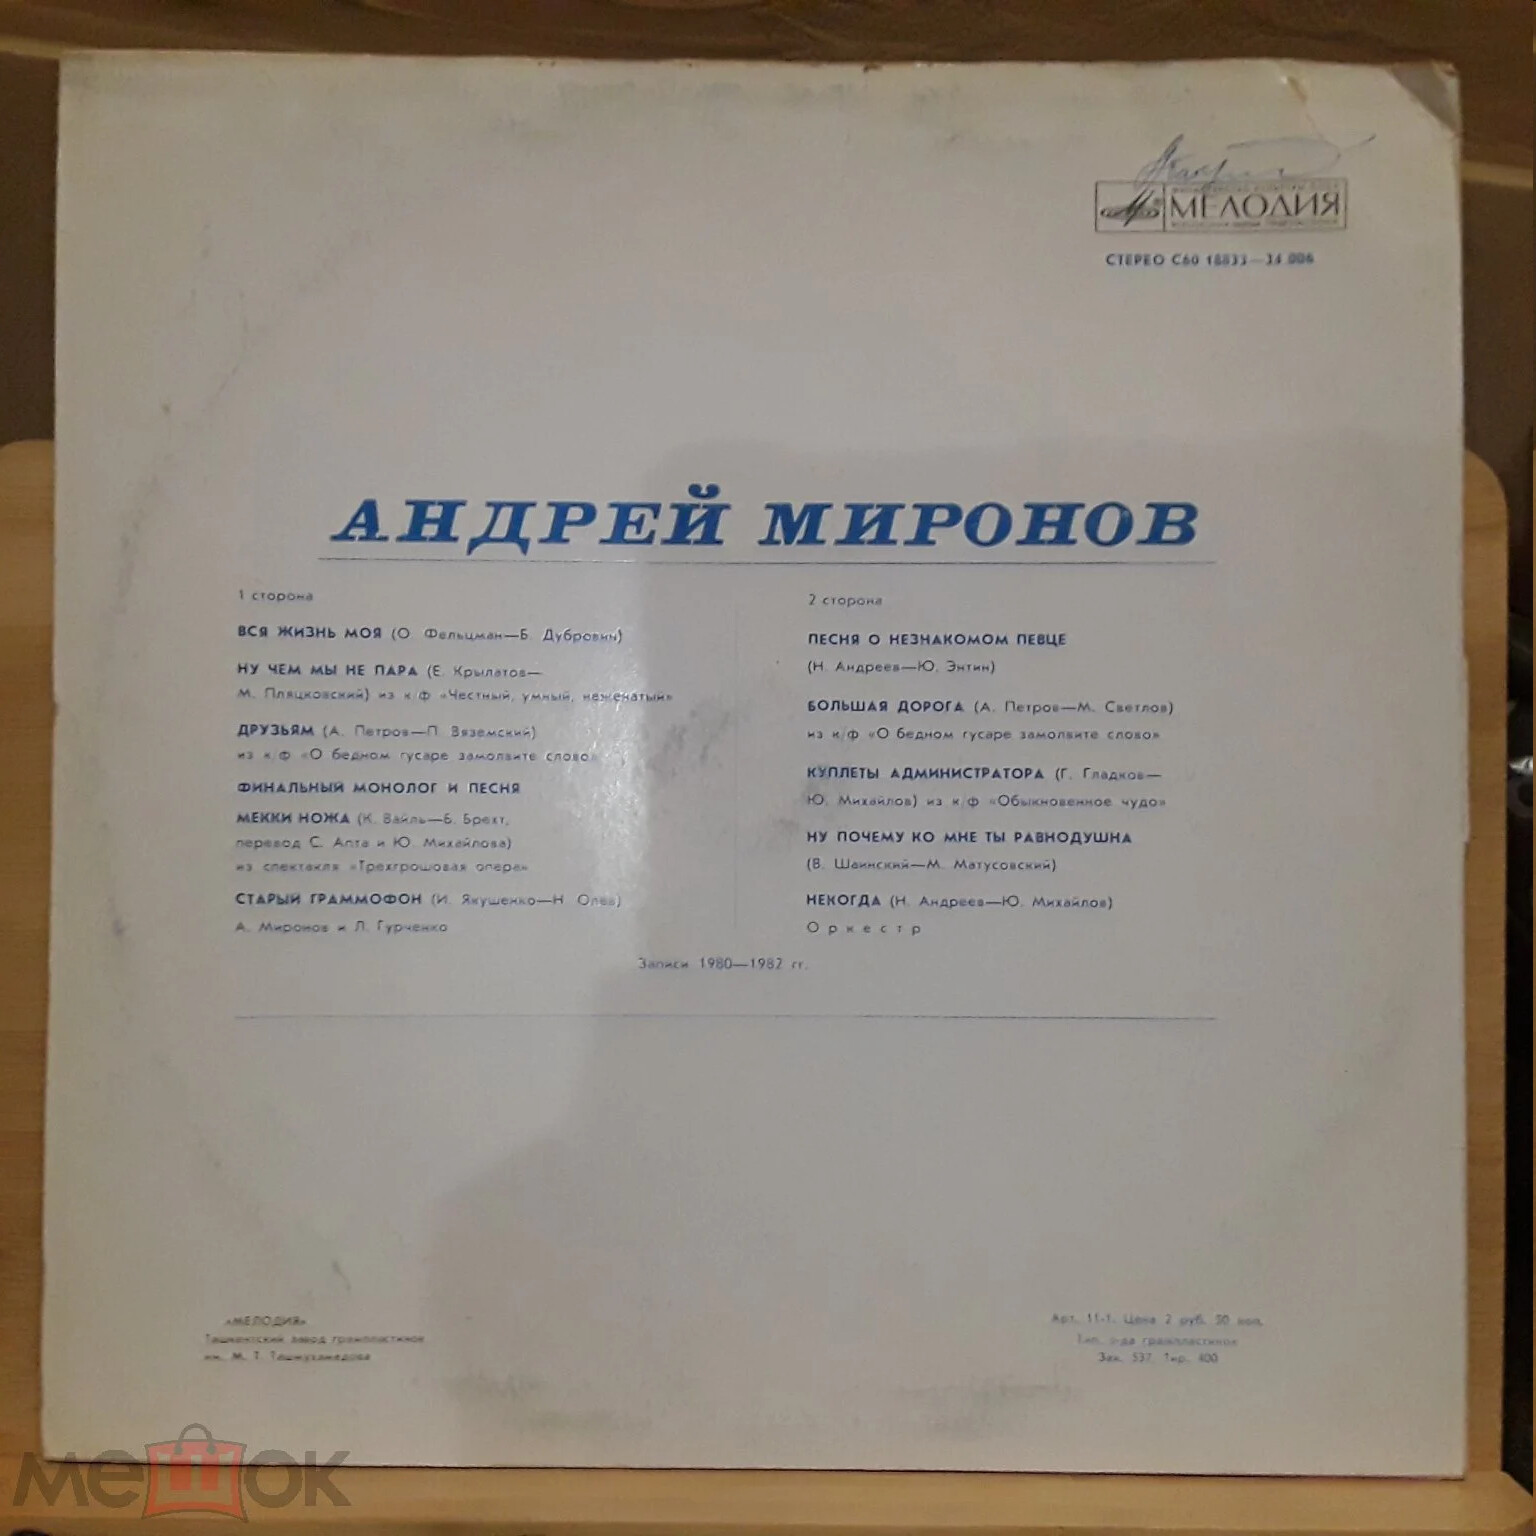 МЕЛОДИЯ
СТЕРЕО С60 18833—34 006
АНДРЕЙ МИРОНОВ
1 сторона
ВСЯ ЖИЗНЬ МОЯ (О. Фельцман—Б. Дубровин)
НУ ЧЕМ МЫ НЕ ПАРА (Е. Крылатов—
М. Пляцковский) из к/ф «Честный, умный, неженатый»
ДРУЗЬЯМ (А. Петров—П. Вяземский)
из к/ф «О бедном гусаре замолвите слово»
ФИНАЛЬНЫЙ МОНОЛОГ И ПЕСНЯ
МЕККИ НОЖА (К. Вайль—Б. Брехт,
перевод С. Апта и Ю. Михайлова)
из спектакля «Трехгрошовая опера»
СТАРЫЙ ГРАММОФОН (И. Якушенко—Н. Олев)
А. Миронов и Л. Гурченко
2 сторона
ПЕСНЯ О НЕЗНАКОМОМ ПЕВЦЕ
(Н. Андреев—Ю. Энтин)
БОЛЬШАЯ ДОРОГА (А. Петров—М. Светлов)
из к/ф «О бедном гусаре замолвите слово»
КУПЛЕТЫ АДМИНИСТРАТОРА (Г. Гладков—
Ю. Михайлов) из к/ф «Обыкновенное чудо»
НУ ПОЧЕМУ КО МНЕ ТЫ РАВНОДУШНА
(В. Шаинский—М. Матусовский)
НЕКОГДА (Н. Андреев—Ю. Михайлов)
Оркестр
Записи 1980—1982 гг.
«МЕЛОДИЯ»
Ташкентский завод грампластинок
им. М. Т. Ташмухамедова
Арт. 11-1. Цена 2 руб. 50 коп.
Тип. з-да грампластинок
Зак. 537. Тир. 400
мешок